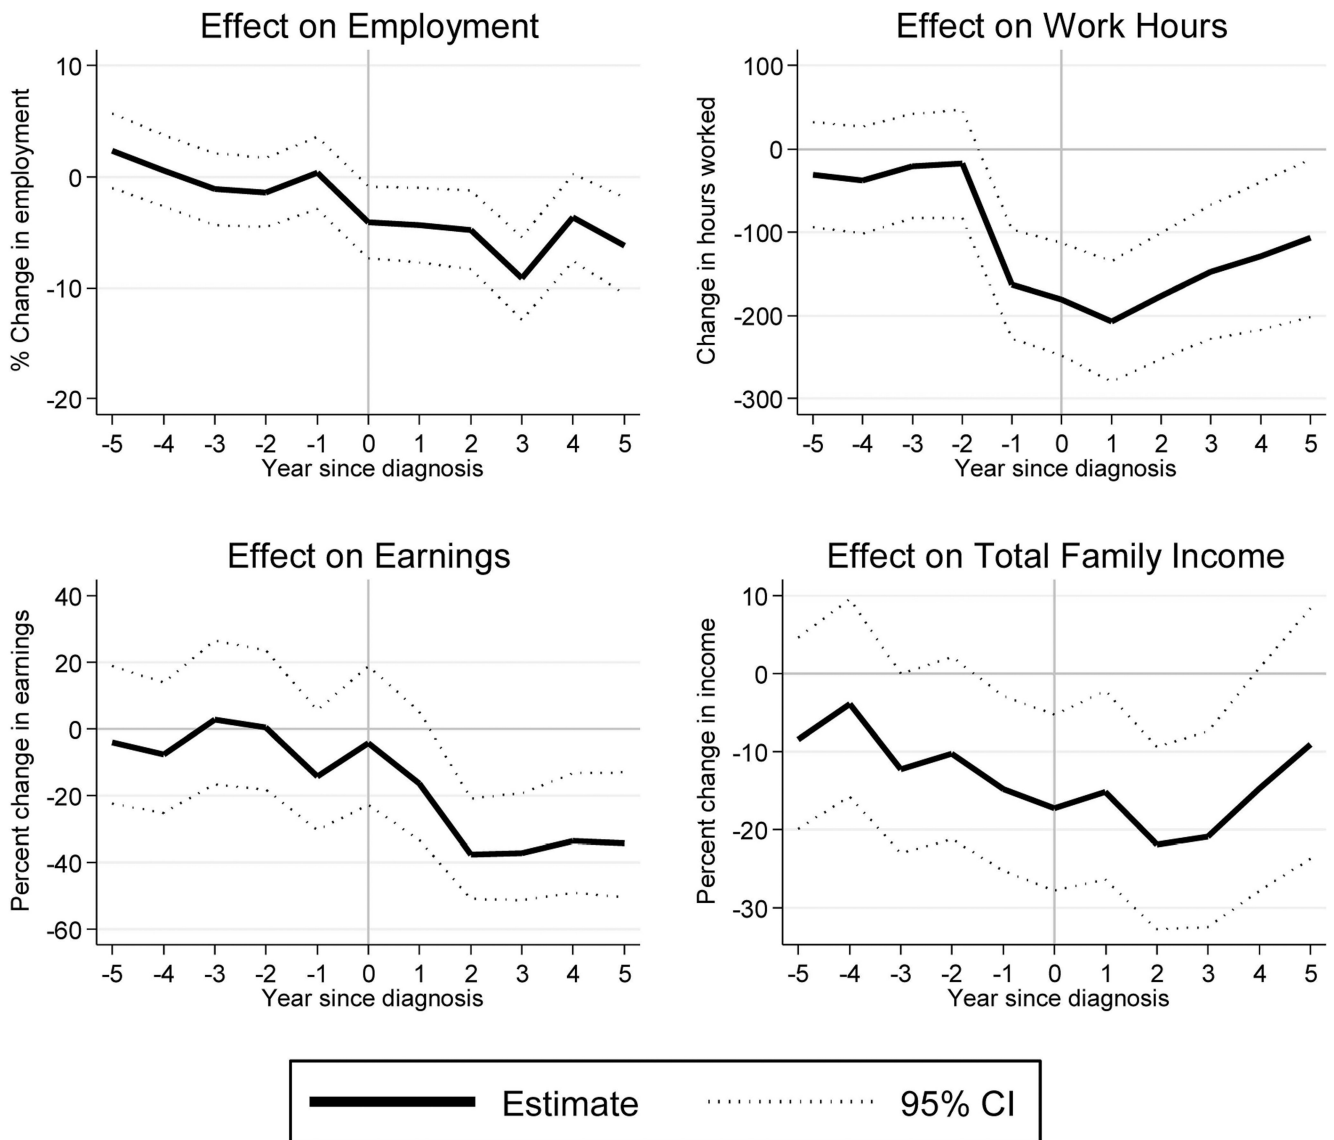 Effect on Employment
% Change in employment
10
0
-10
-20
-5 -4 -3 -2 -1 0 1 2 3 4 5
Year since diagnosis
Effect on Work Hours
Change in hours worked
100
0
-100
-200
-300
-5 -4 -3 -2 -1 0 1 2 3 4 5
Year since diagnosis
Effect on Earnings
Percent change in earnings
40
20
0
-20
-40
-60
-5 -4 -3 -2 -1 0 1 2 3 4 5
Year since diagnosis
Effect on Total Family Income
Percent change in income
10
0
-10
-20
-30
-5 -4 -3 -2 -1 0 1 2 3 4 5
Year since diagnosis
Estimate 95% CI